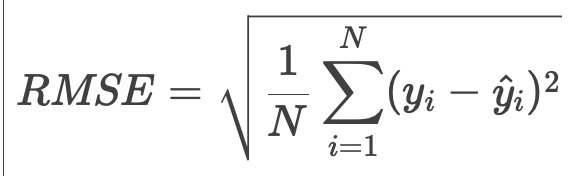 RMSE = √(1/N ∑_{i=1}^{N} (y_i − ŷ_i)²)